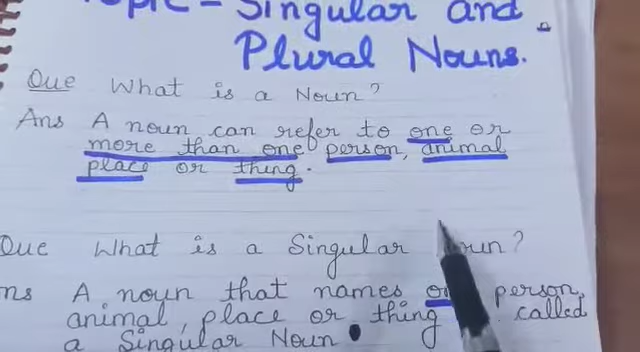 Topic - Singular and
Plural Nouns.
Que What is a Noun?
Ans A noun can refer to one or
more than one person, animal
place or thing.
Que What is a Singular
Ans A noun that names person,
animal, place or thing called
a Singular Noun.